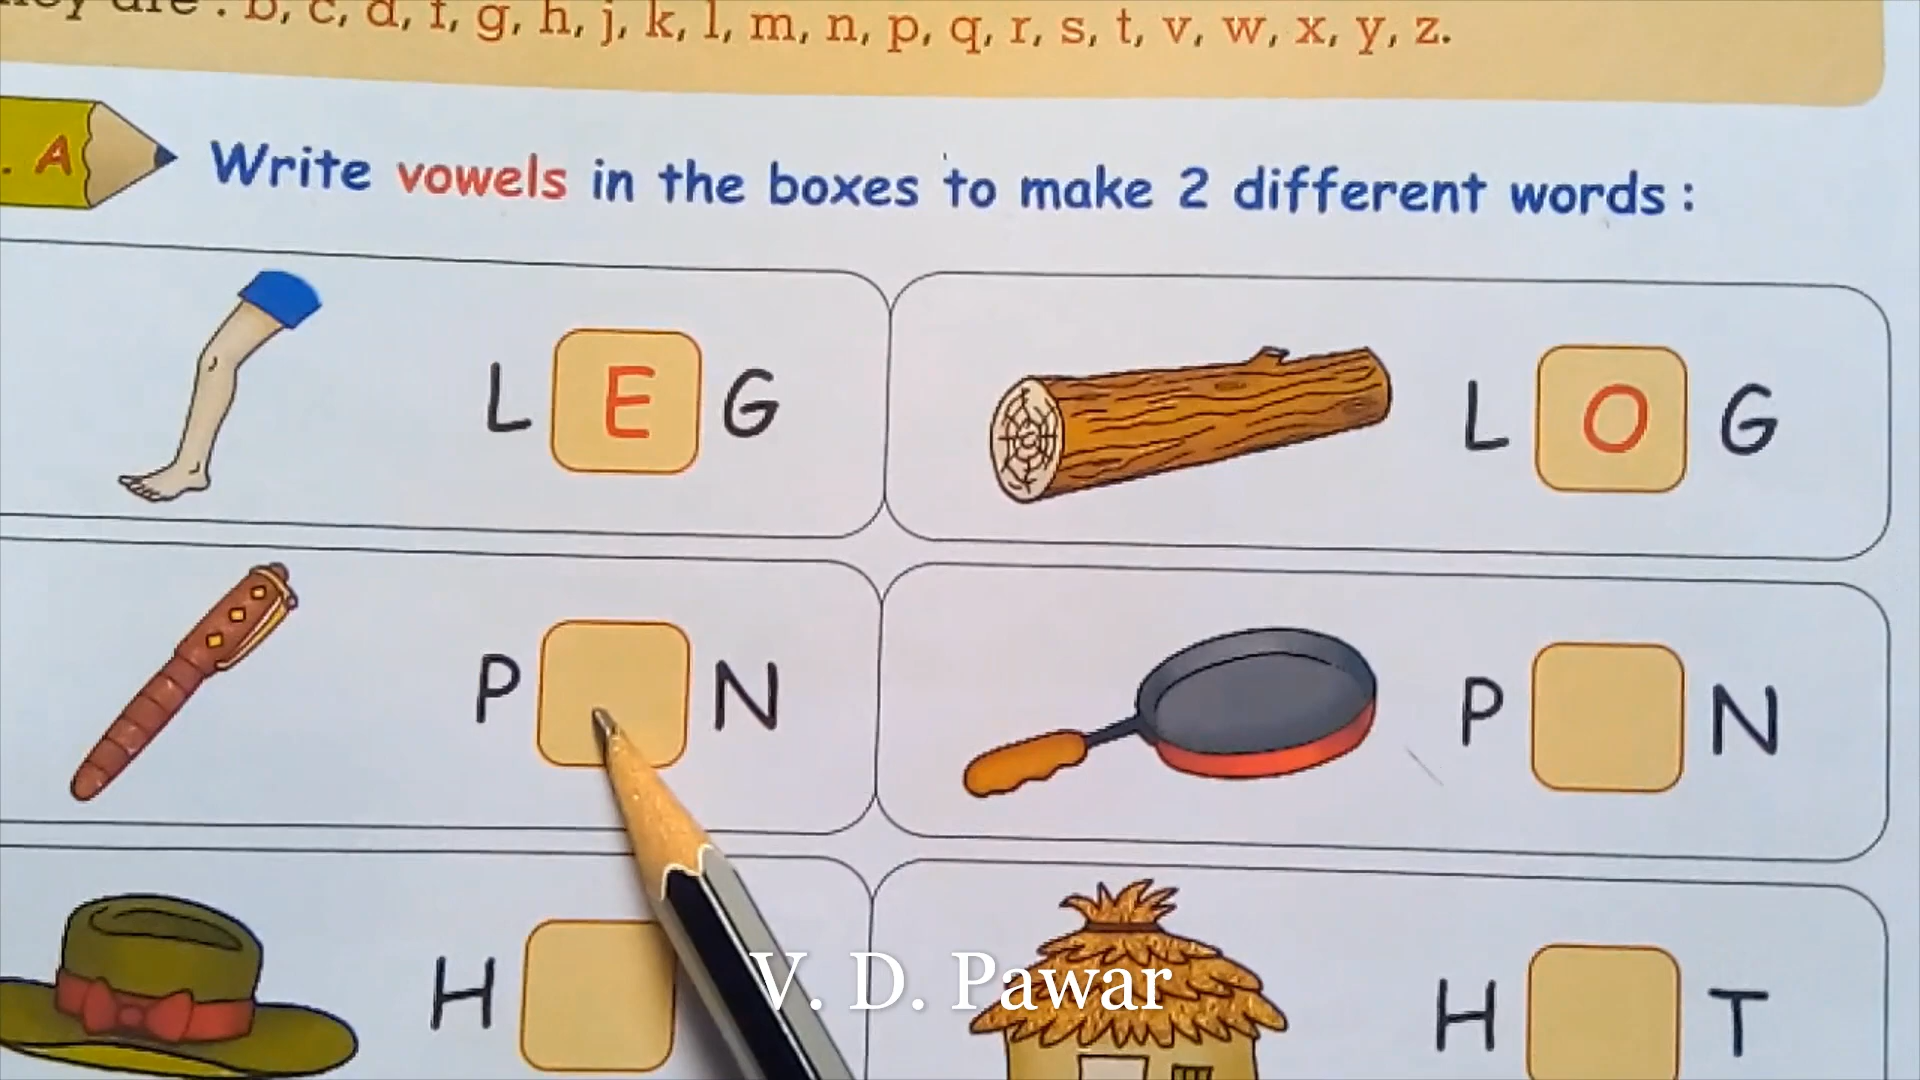 b, c, d, f, g, h, j, k, l, m, n, p, q, r, s, t, v, w, x, y, z.
. A
Write vowels in the boxes to make 2 different words :
L E G
L O G
P N
P N
H
H T
V. D. Pawar